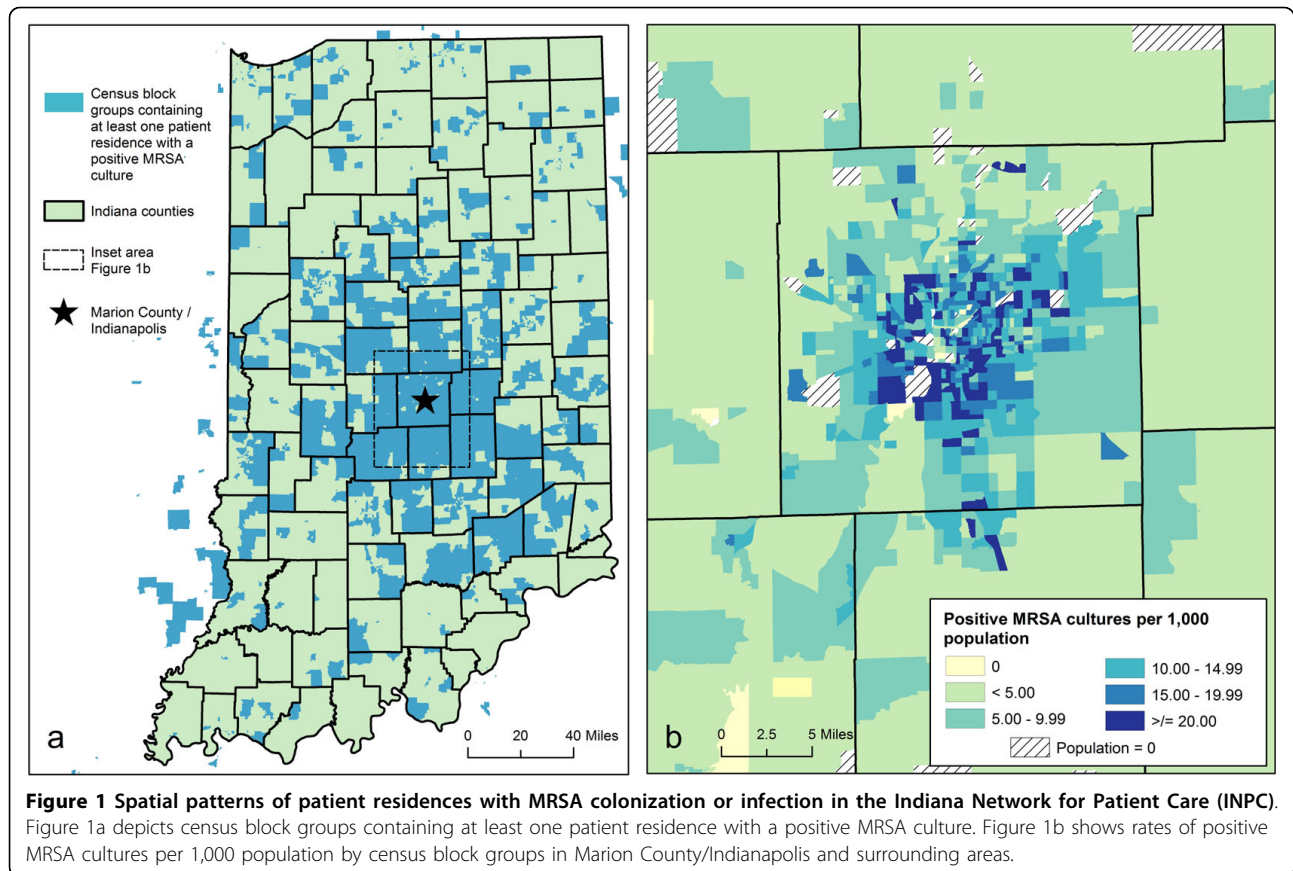 Census block
groups containing
at least one patient
residence with a
positive MRSA
culture
Indiana counties
Inset area
Figure 1b
Marion County /
Indianapolis
a
0 20 40 Miles
b
0 2.5 5 Miles
Positive MRSA cultures per 1,000
population
0
< 5.00
5.00 - 9.99
10.00 - 14.99
15.00 - 19.99
>/= 20.00
Population = 0
Figure 1 Spatial patterns of patient residences with MRSA colonization or infection in the Indiana Network for Patient Care (INPC).
Figure 1a depicts census block groups containing at least one patient residence with a positive MRSA culture. Figure 1b shows rates of positive
MRSA cultures per 1,000 population by census block groups in Marion County/Indianapolis and surrounding areas.